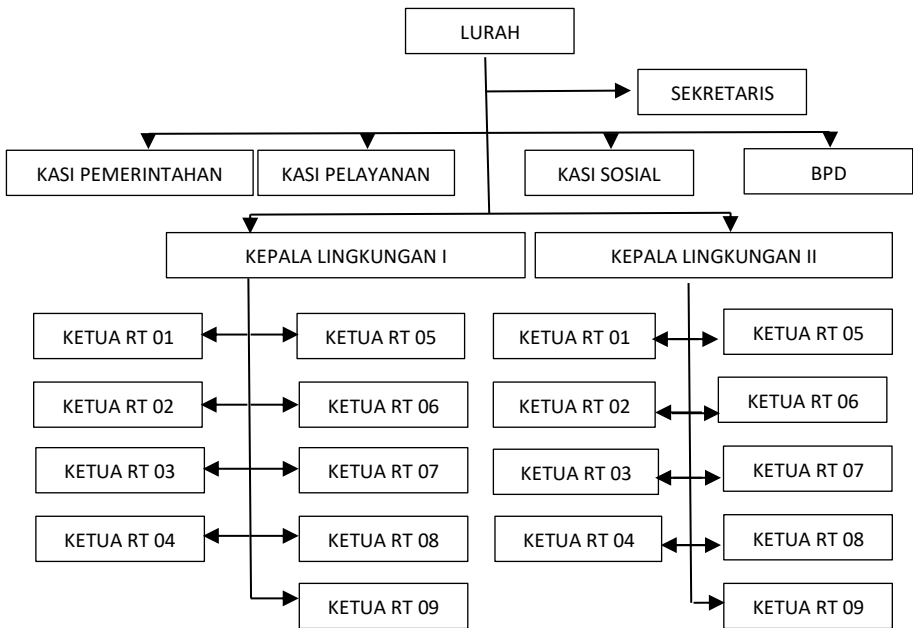 LURAH
SEKRETARIS
KASI PEMERINTAHAN
KASI PELAYANAN
KASI SOSIAL
BPD
KEPALA LINGKUNGAN I
KEPALA LINGKUNGAN II
KETUA RT 01
KETUA RT 05
KETUA RT 02
KETUA RT 06
KETUA RT 03
KETUA RT 07
KETUA RT 04
KETUA RT 08
KETUA RT 09
KETUA RT 01
KETUA RT 05
KETUA RT 02
KETUA RT 06
KETUA RT 03
KETUA RT 07
KETUA RT 04
KETUA RT 08
KETUA RT 09